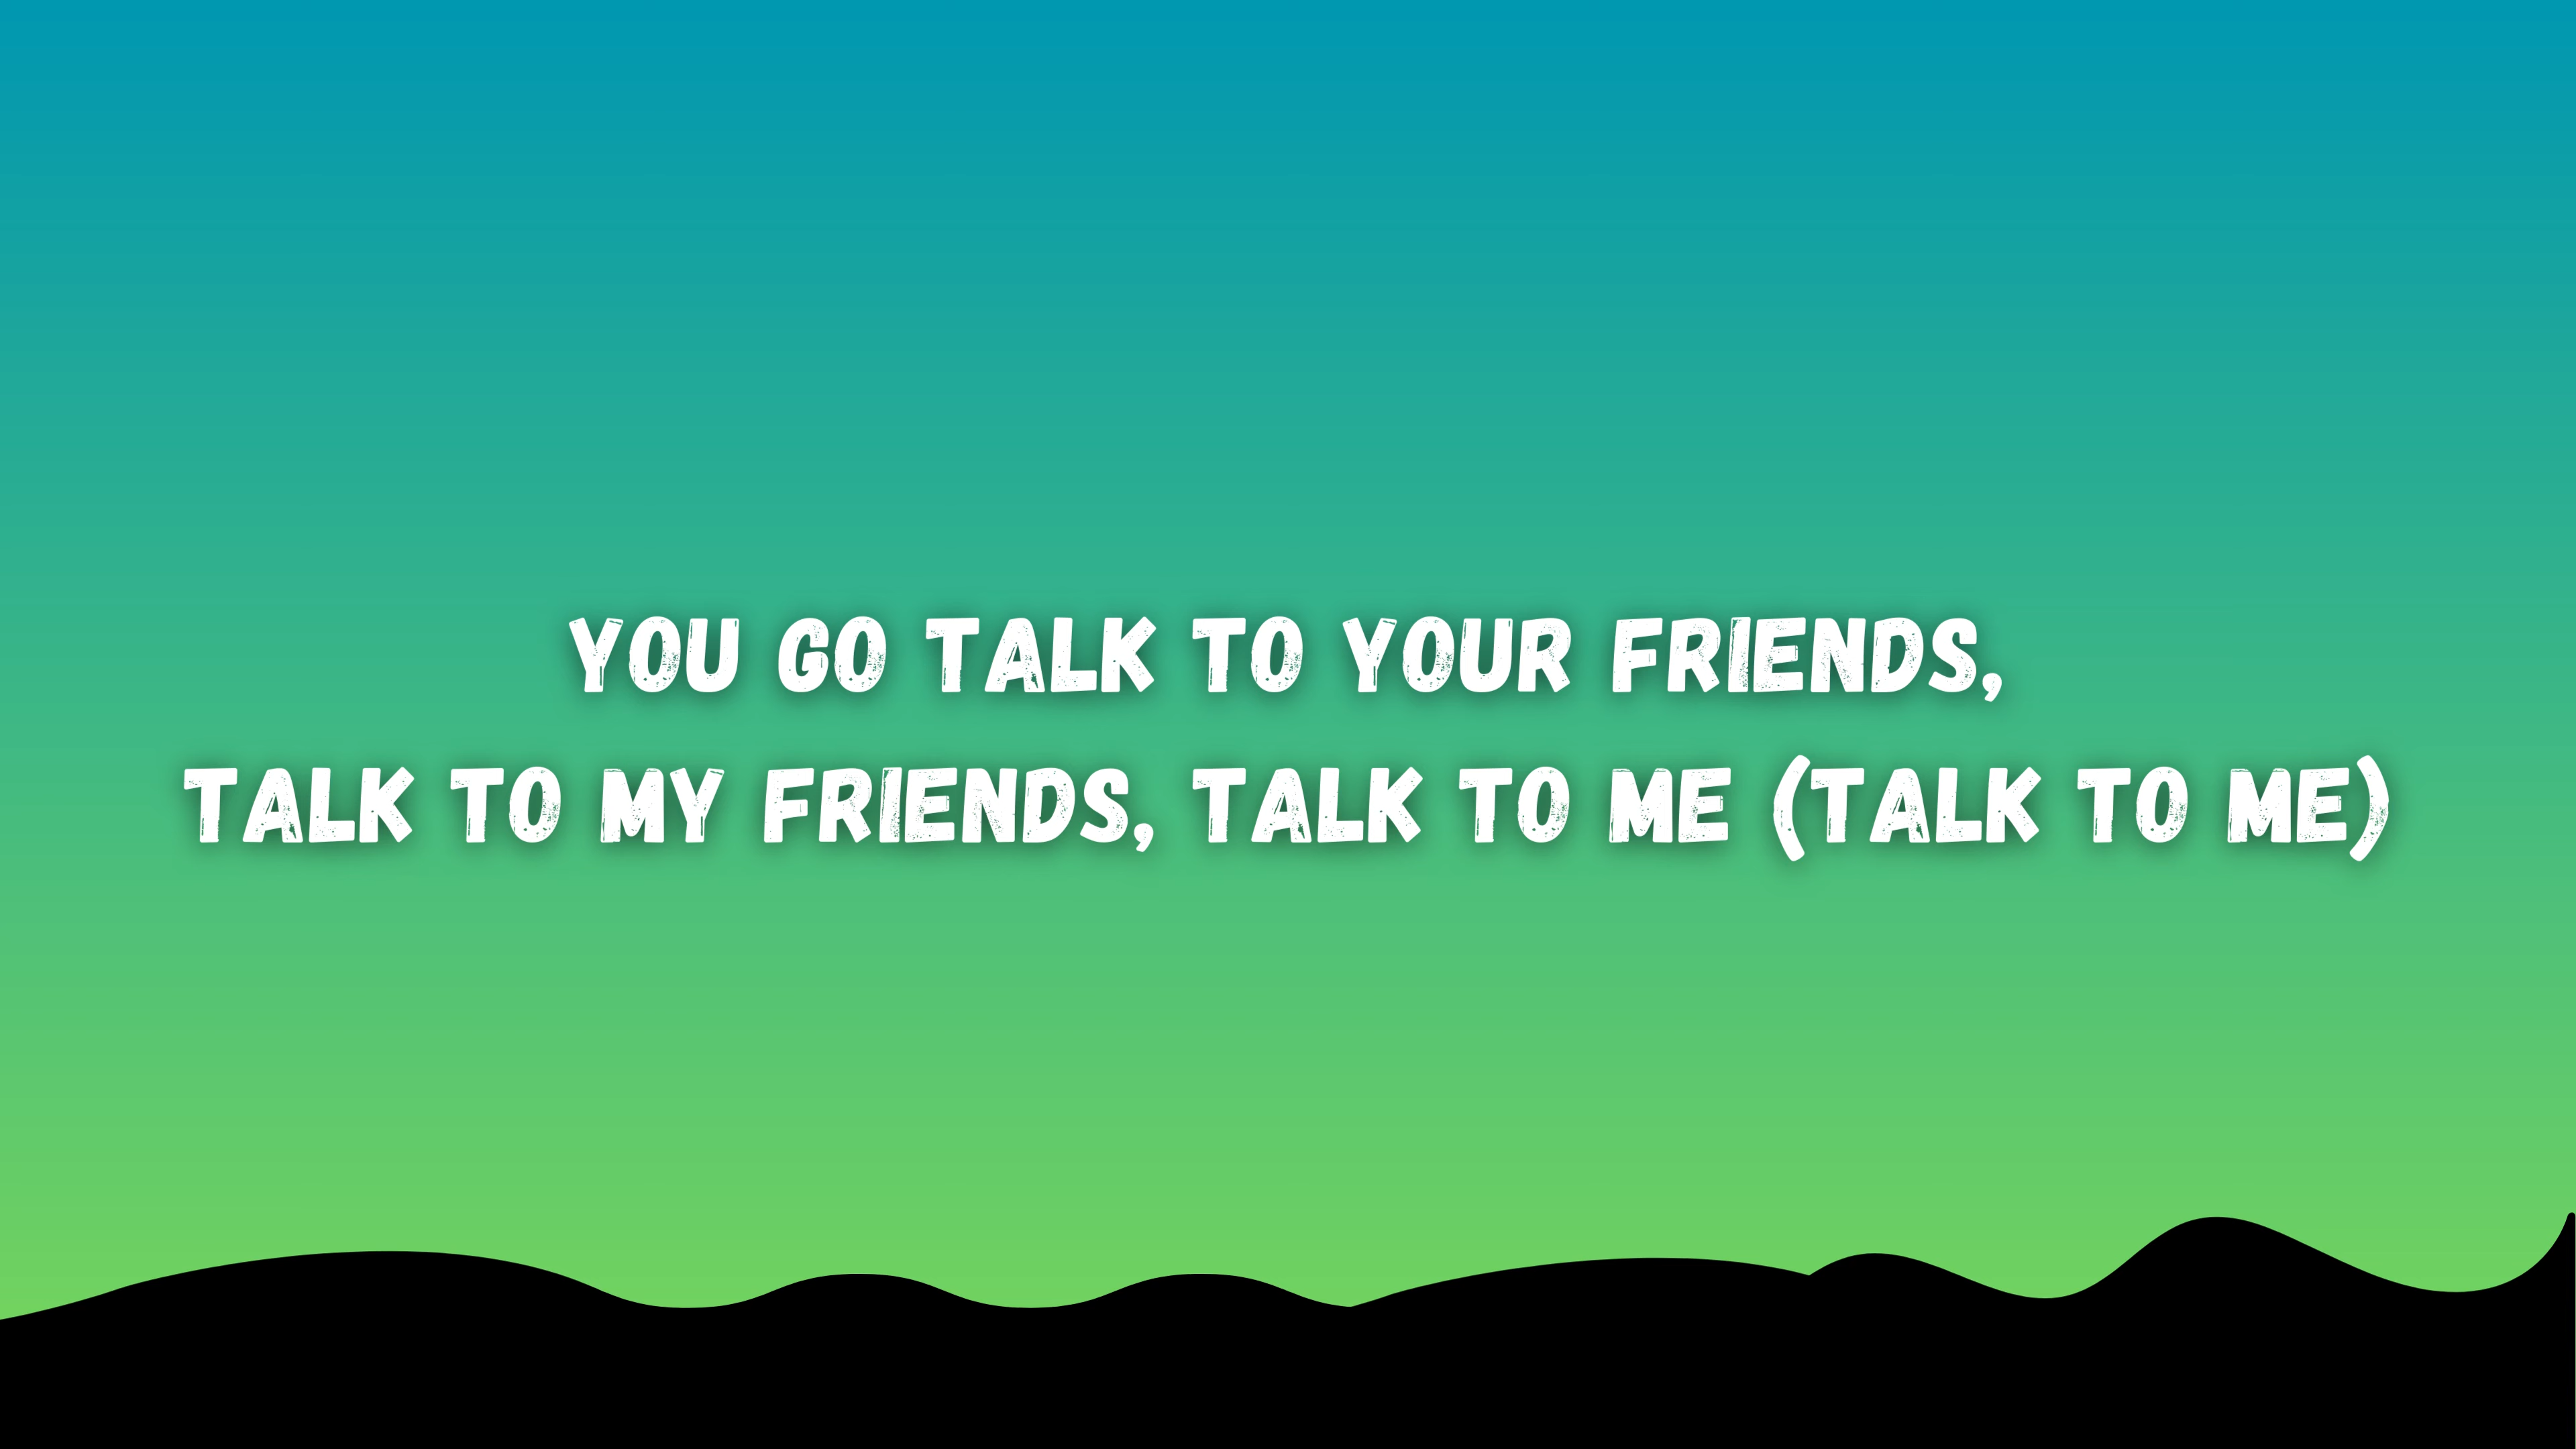 YOU GO TALK TO YOUR FRIENDS,
TALK TO MY FRIENDS, TALK TO ME (TALK TO ME)